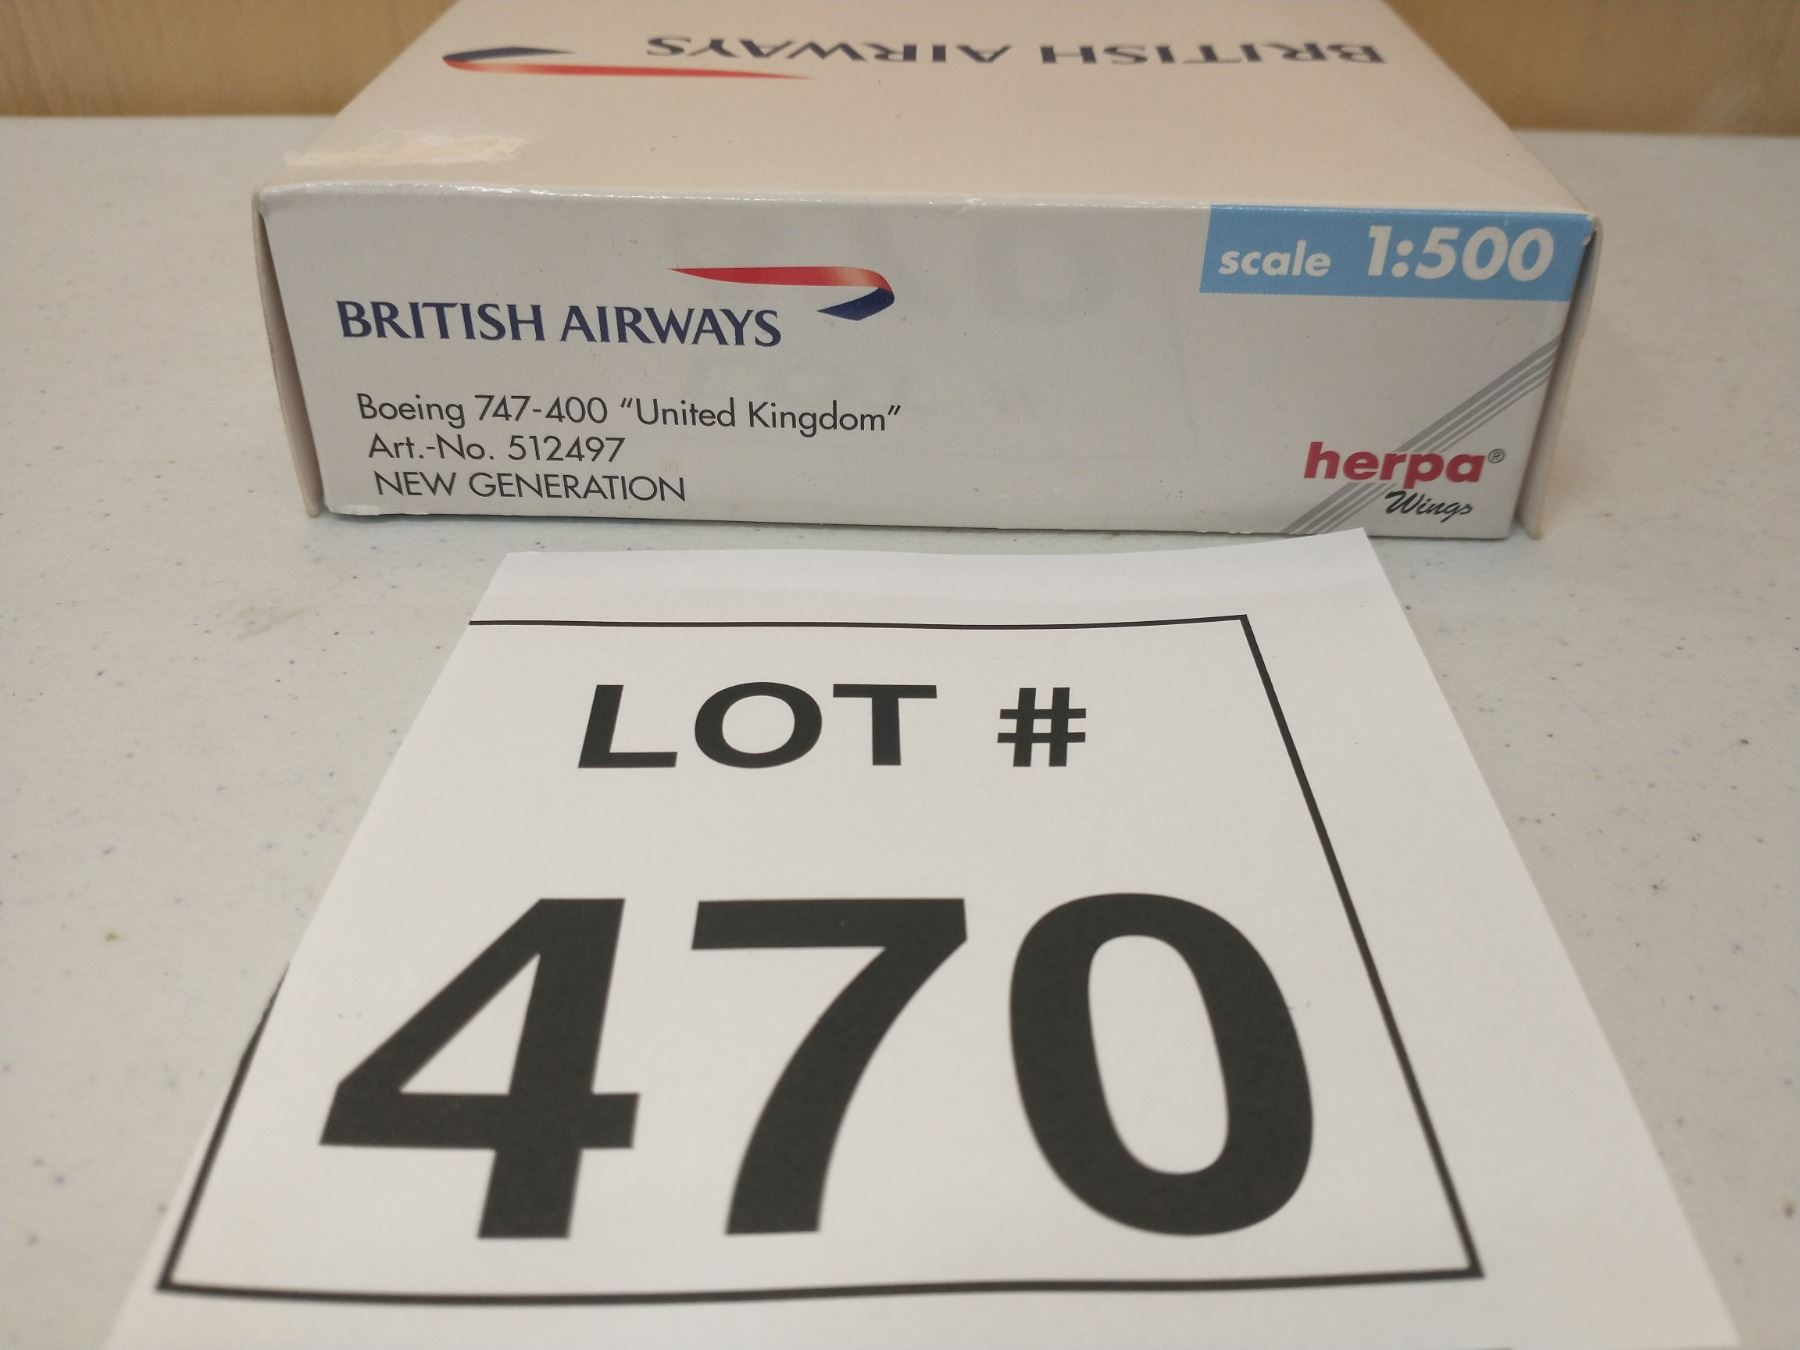 BRITISH AIRWAYS
scale 1:500
BRITISH AIRWAYS
Boeing 747-400 “United Kingdom”
Art.-No. 512497
NEW GENERATION
herpa®
Wings
LOT #
470